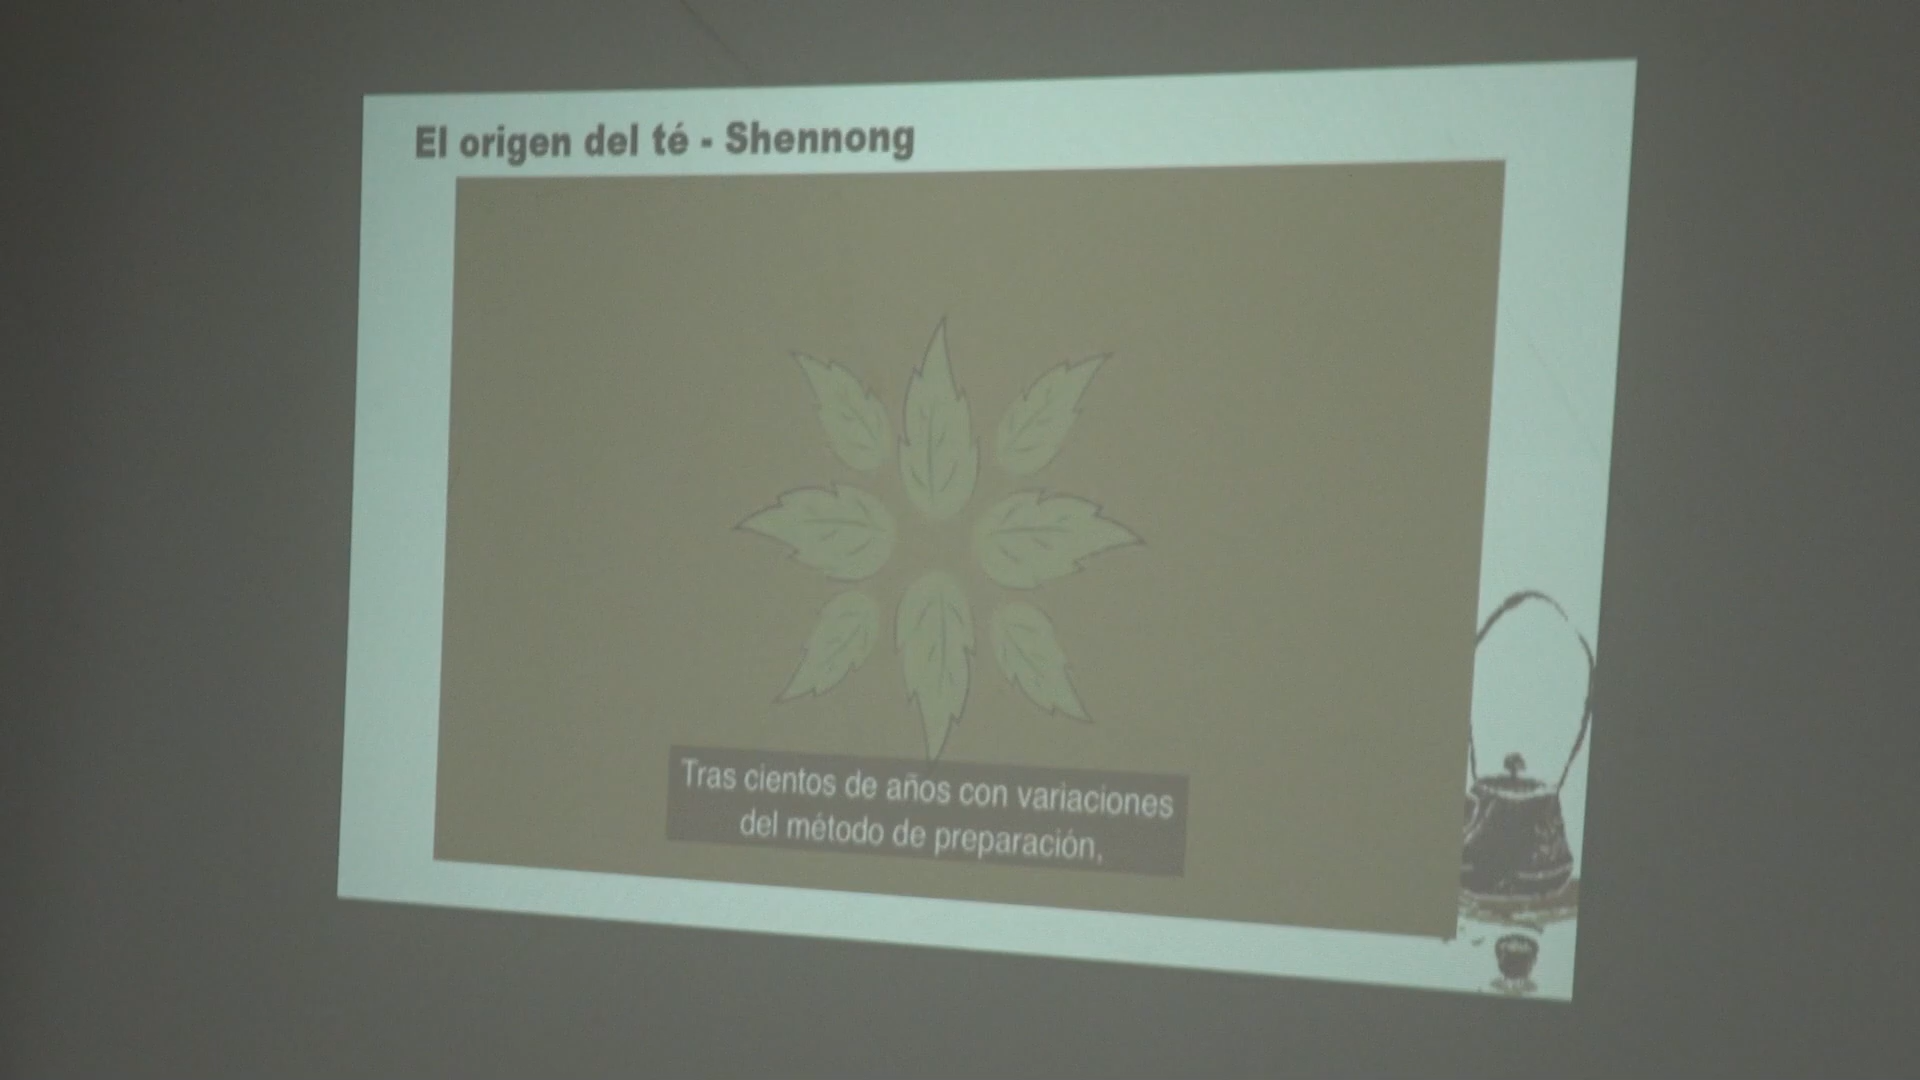 El origen del té - Shennong
Tras cientos de años con variaciones
del método de preparación,